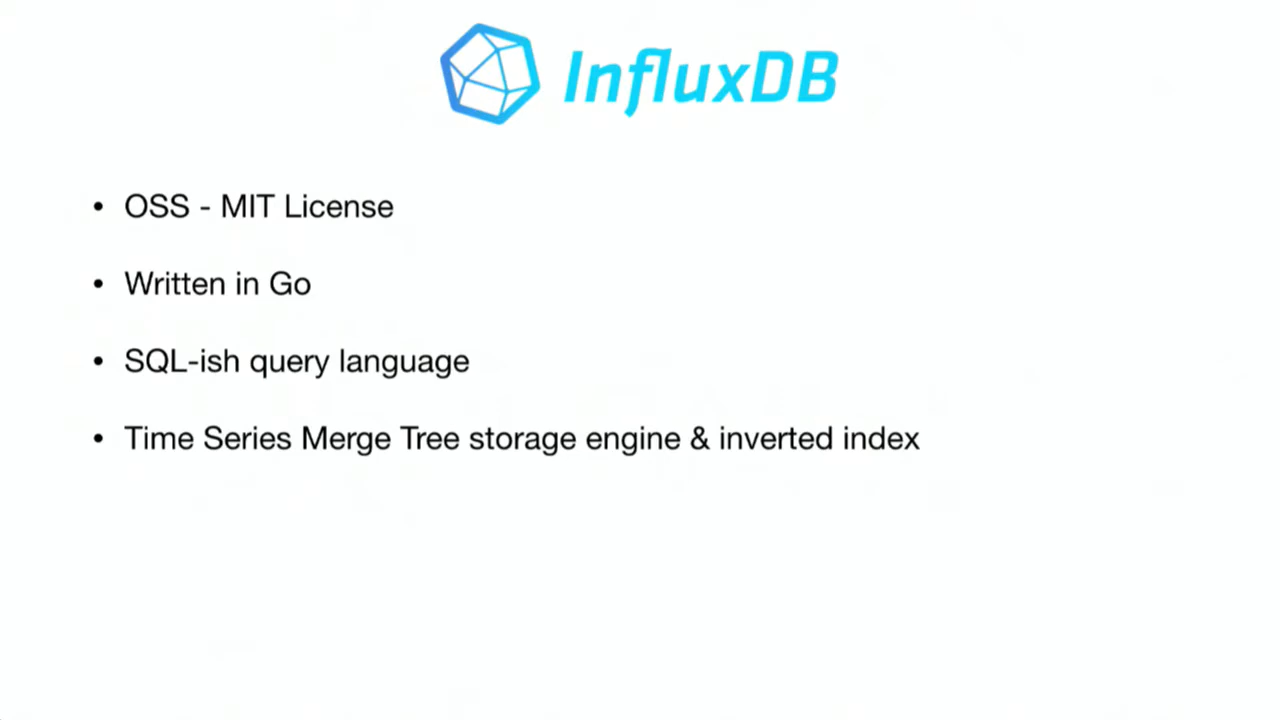 InfluxDB
• OSS - MIT License
• Written in Go
• SQL-ish query language
• Time Series Merge Tree storage engine & inverted index